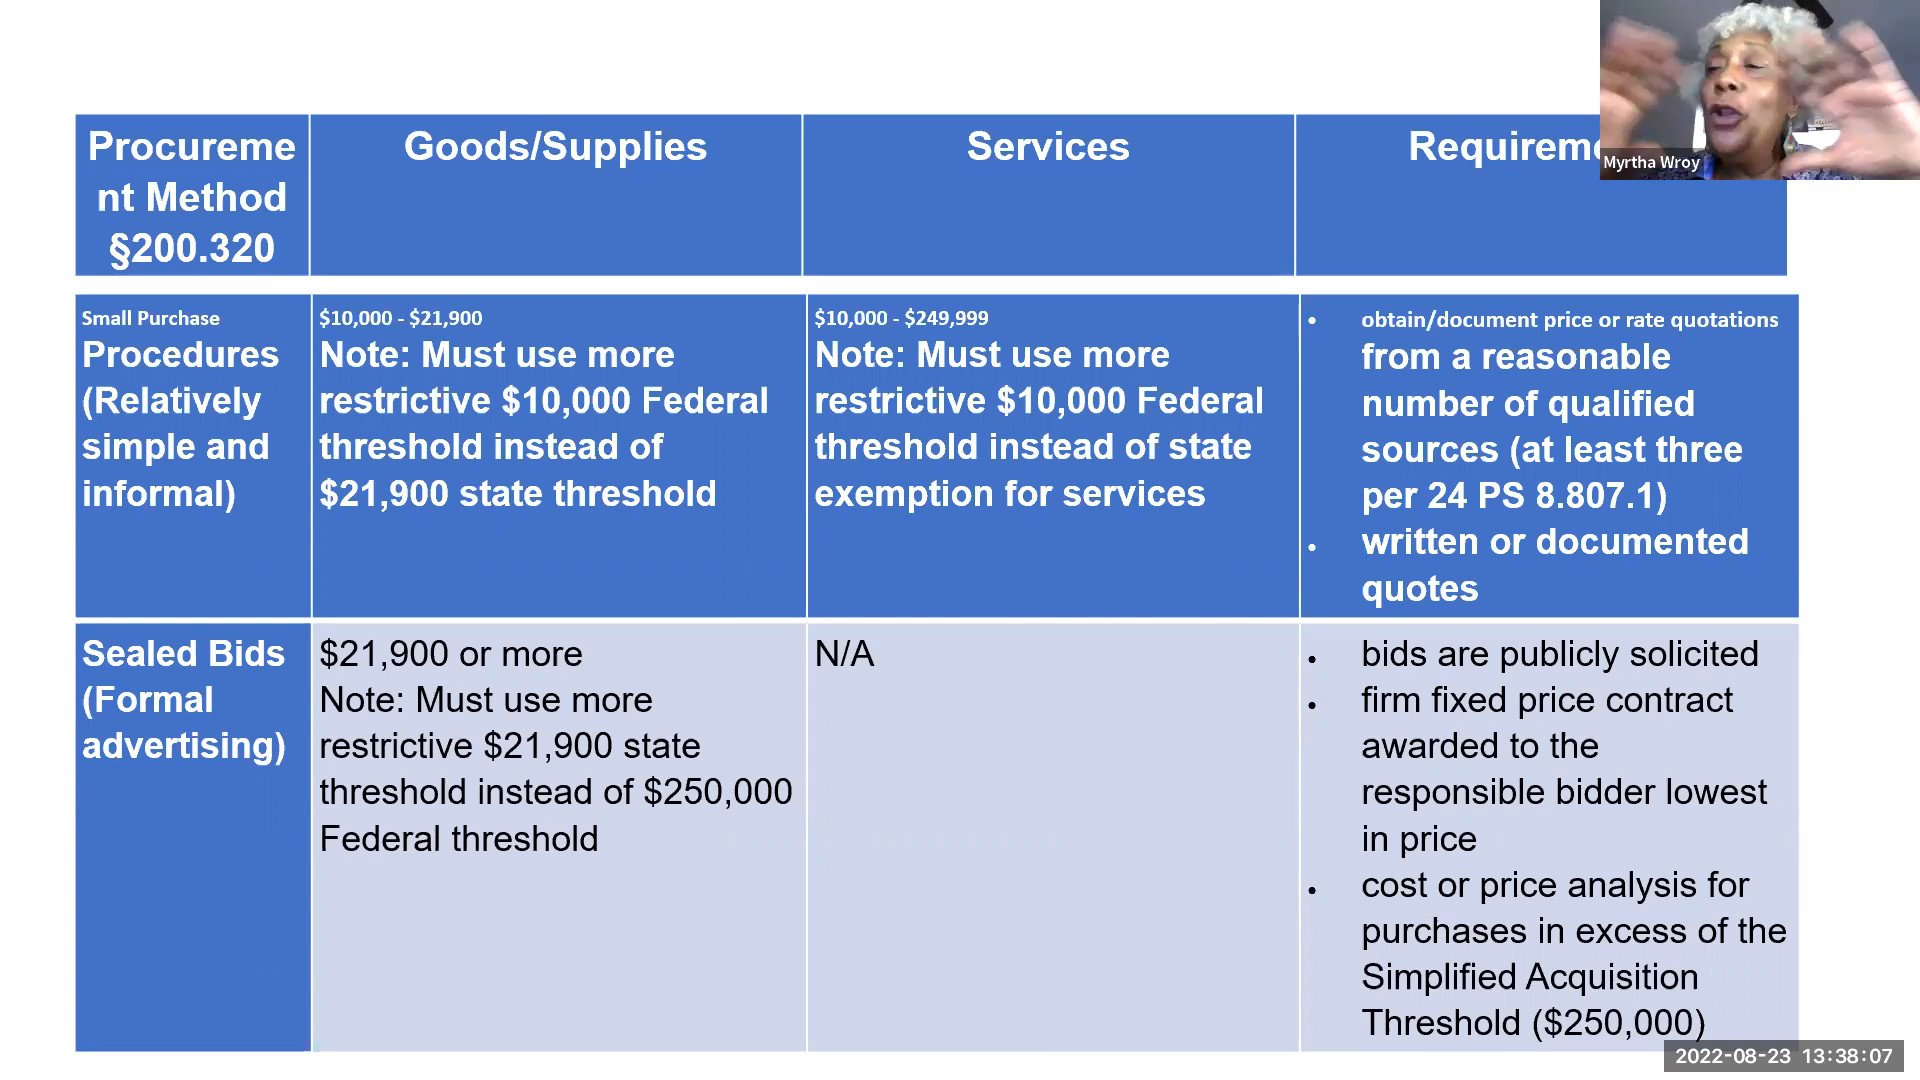 Procureme
nt Method
§200.320
Goods/Supplies
Services
Requirem
Myrtha Wroy
Small Purchase
Procedures
(Relatively
simple and
informal)
$10,000 - $21,900
Note: Must use more
restrictive $10,000 Federal
threshold instead of
$21,900 state threshold
$10,000 - $249,999
Note: Must use more
restrictive $10,000 Federal
threshold instead of state
exemption for services
• obtain/document price or rate quotations
from a reasonable
number of qualified
sources (at least three
per 24 PS 8.807.1)
• written or documented
quotes
Sealed Bids
(Formal
advertising)
$21,900 or more
Note: Must use more
restrictive $21,900 state
threshold instead of $250,000
Federal threshold
N/A
• bids are publicly solicited
• firm fixed price contract
awarded to the
responsible bidder lowest
in price
• cost or price analysis for
purchases in excess of the
Simplified Acquisition
Threshold ($250,000)
2022-08-23 13:38:07